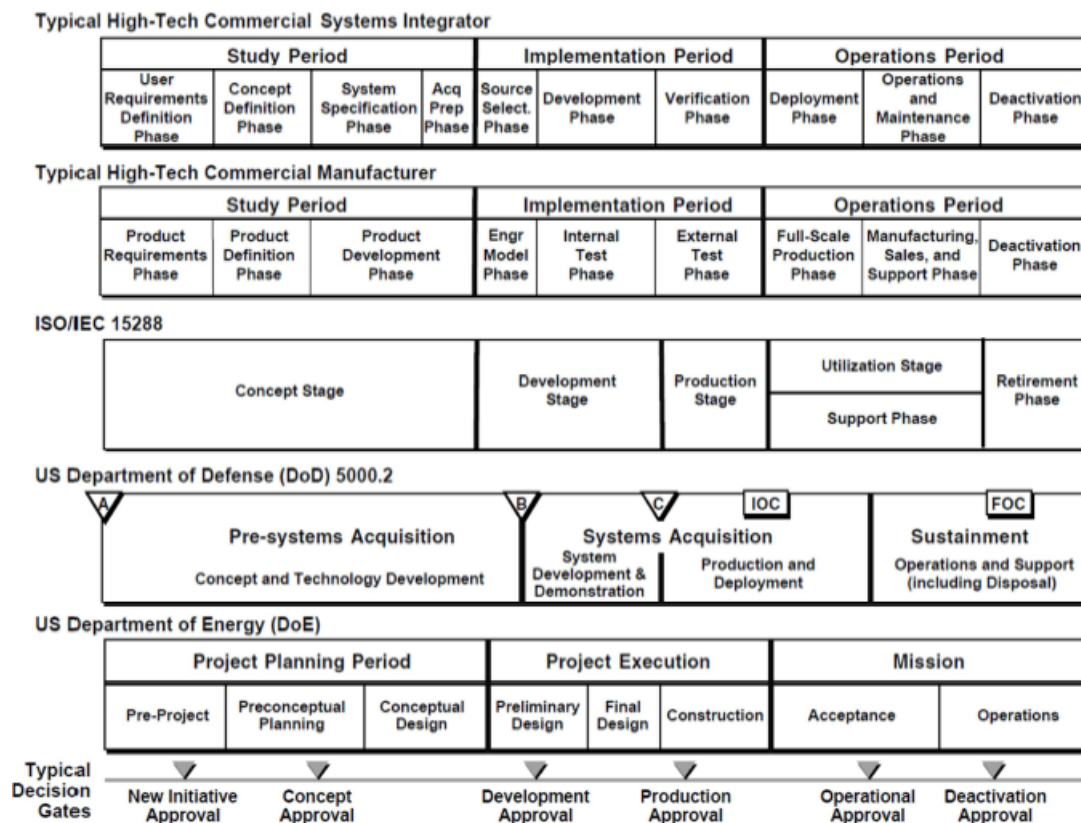 Typical High-Tech Commercial Systems Integrator
Study Period
Implementation Period
Operations Period
User
Requirements
Definition
Phase
Concept
Definition
Phase
System
Specification
Phase
Acq
Prep
Phase
Source
Select.
Phase
Development
Phase
Verification
Phase
Deployment
Phase
Operations
and
Maintenance
Phase
Deactivation
Phase
Typical High-Tech Commercial Manufacturer
Study Period
Implementation Period
Operations Period
Product
Requirements
Phase
Product
Definition
Phase
Product
Development
Phase
Engr
Model
Phase
Internal
Test
Phase
External
Test
Phase
Full-Scale
Production
Phase
Manufacturing,
Sales, and
Support Phase
Deactivation
Phase
ISO/IEC 15288
Concept Stage
Development
Stage
Production
Stage
Utilization Stage
Support Phase
Retirement
Phase
US Department of Defense (DoD) 5000.2
A
B
C
IOC
FOC
Pre-systems Acquisition
Concept and Technology Development
Systems Acquisition
System
Development &
Demonstration
Production and
Deployment
Sustainment
Operations and Support
(including Disposal)
US Department of Energy (DoE)
Project Planning Period
Project Execution
Mission
Pre-Project
Preconceptual
Planning
Conceptual
Design
Preliminary
Design
Final
Design
Construction
Acceptance
Operations
Typical
Decision
Gates
New Initiative
Approval
Concept
Approval
Development
Approval
Production
Approval
Operational
Approval
Deactivation
Approval